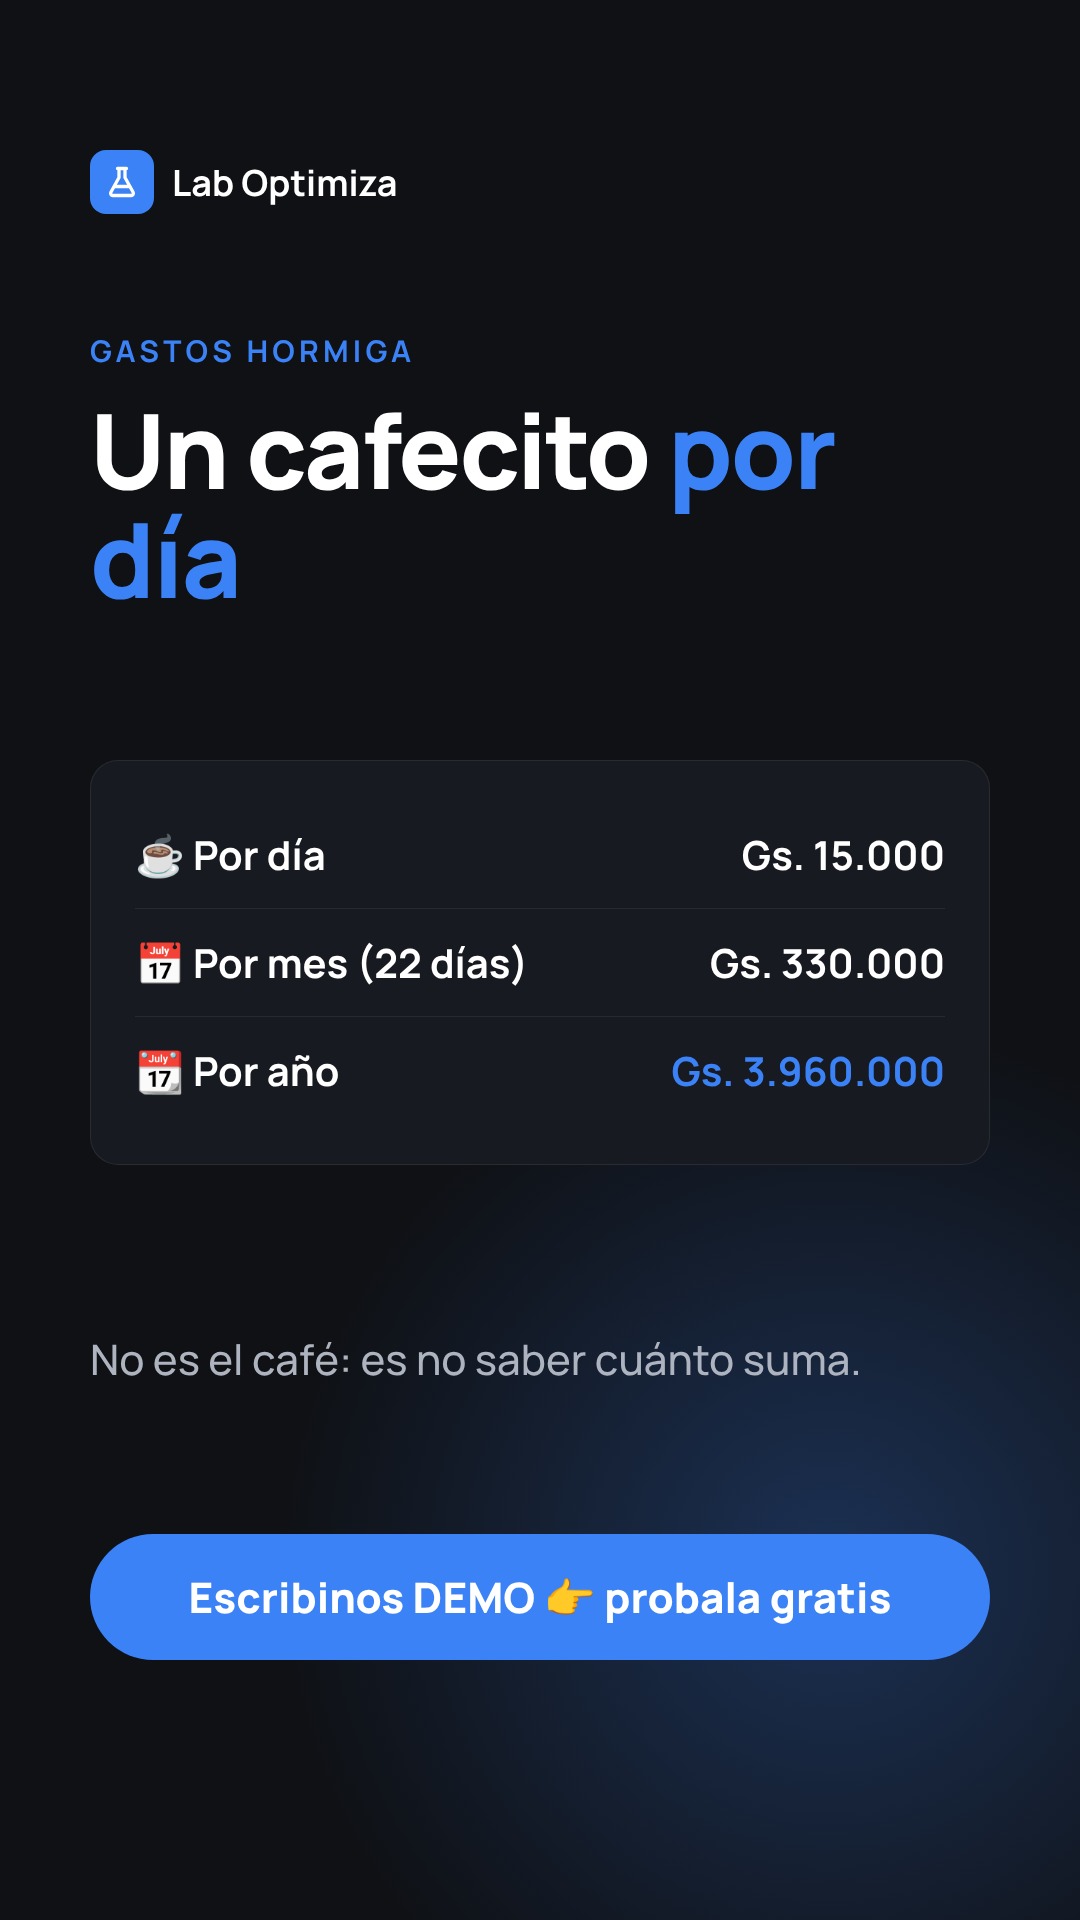 Lab Optimiza
GASTOS HORMIGA
Un cafecito por
día
☕ Por día Gs. 15.000
📅 Por mes (22 días) Gs. 330.000
📆 Por año Gs. 3.960.000
No es el café: es no saber cuánto suma.
Escribinos DEMO 👉 probala gratis